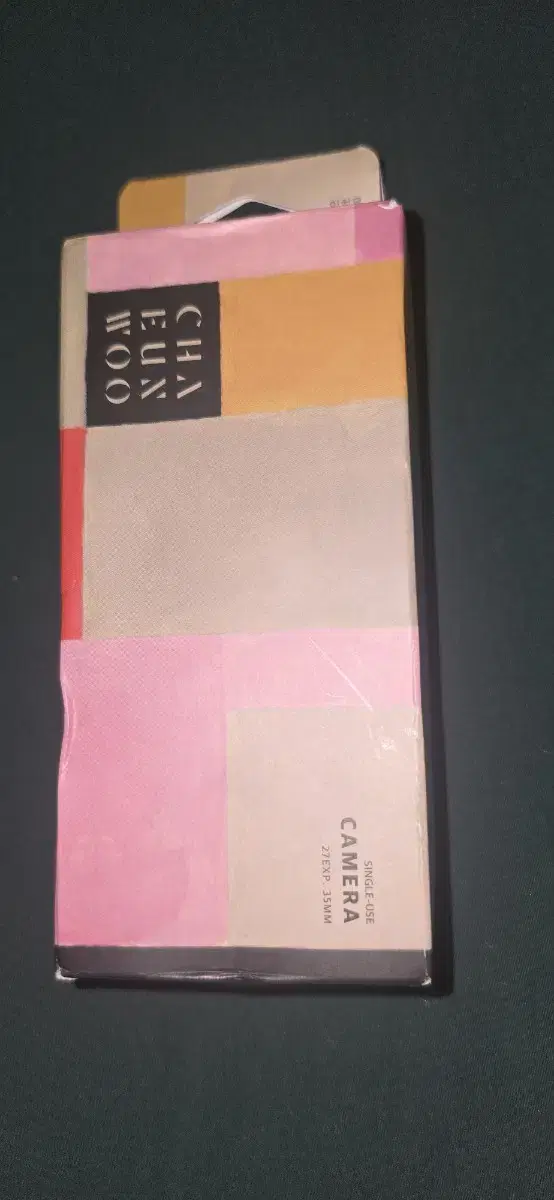 CHA
EUN
WOO
SINGLE-USE
CAMERA
27EXP. 35MM